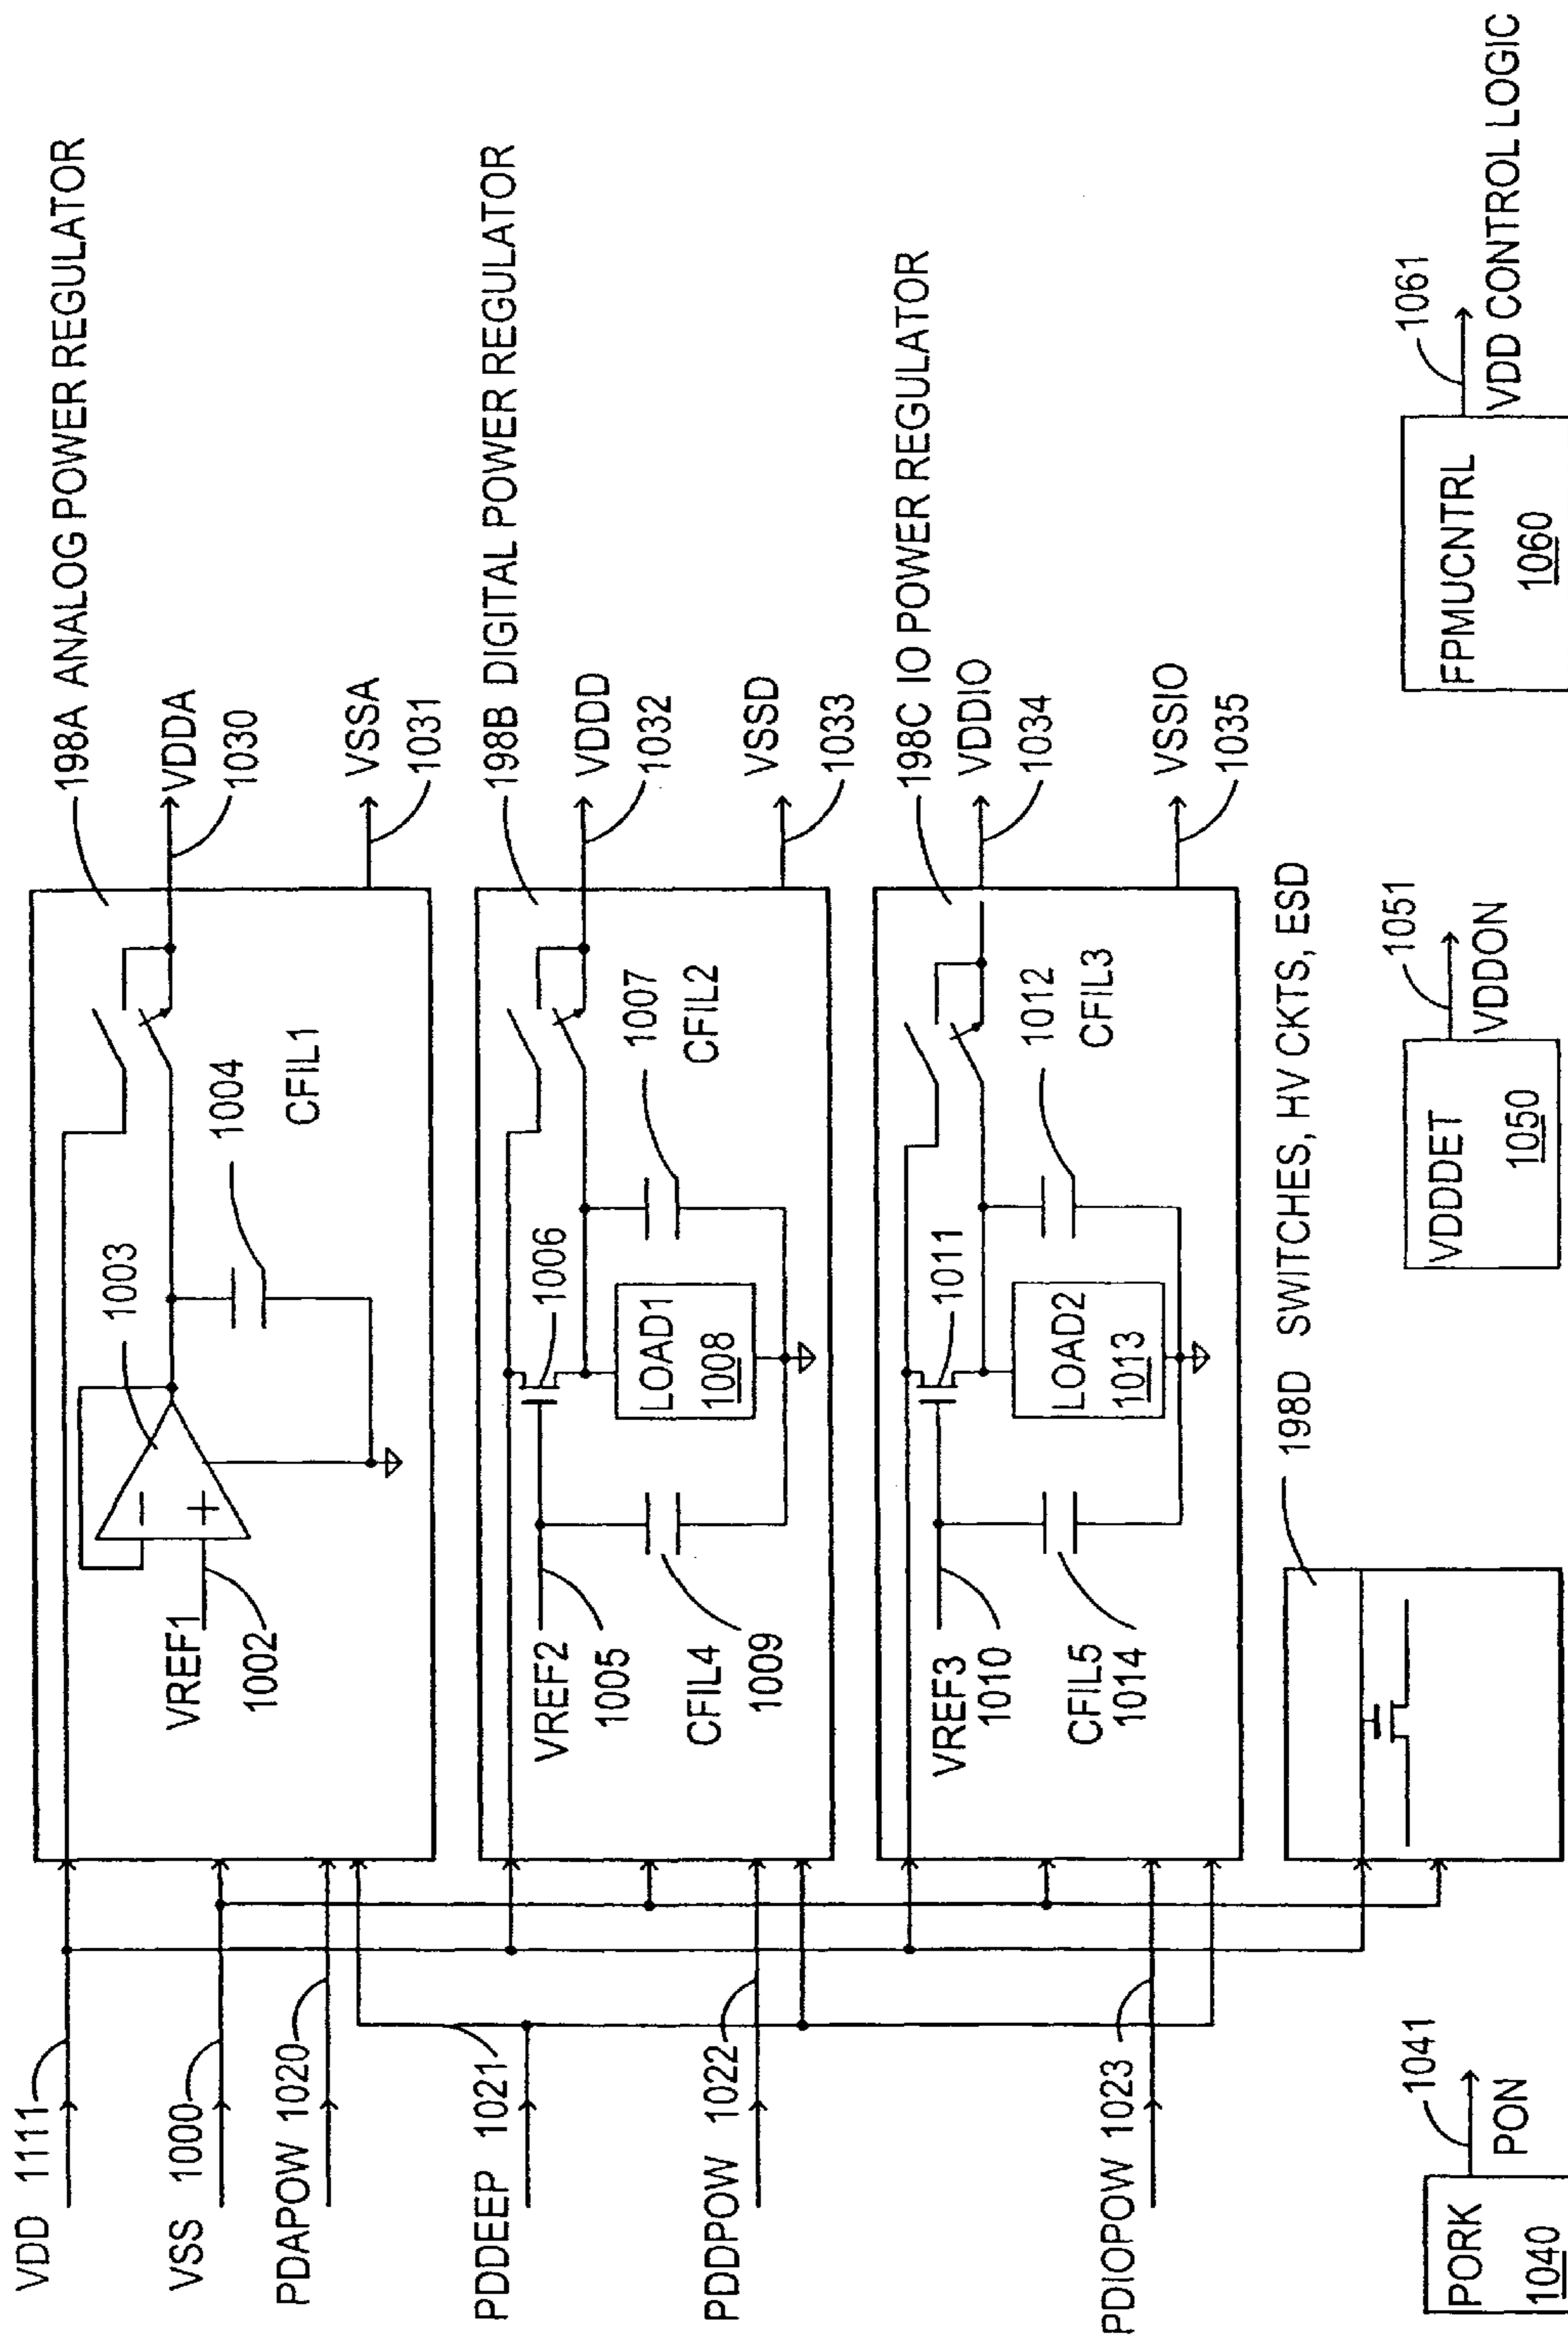 VDD 1111
VSS 1000
PDAPOW 1020
PDDEEP 1021
PDDPOW 1022
PDIOPOW 1023
198A ANALOG POWER REGULATOR
VREF1
1002
1003
1004
CFIL1
VDDA
1030
VSSA
1031
198B DIGITAL POWER REGULATOR
VREF2
1005
CFIL4
1009
1006
LOAD1
1008
1007
CFIL2
VDDD
1032
VSSD
1033
198C IO POWER REGULATOR
VREF3
1010
CFIL5
1014
1011
LOAD2
1013
1012
CFIL3
VDDIO
1034
VSSIO
1035
198D SWITCHES, HV CKTS, ESD
PORK
1040
1041
PON
VDDDET
1050
1051
VDDON
FPMUCNTRL
1060
1061
VDD CONTROL LOGIC